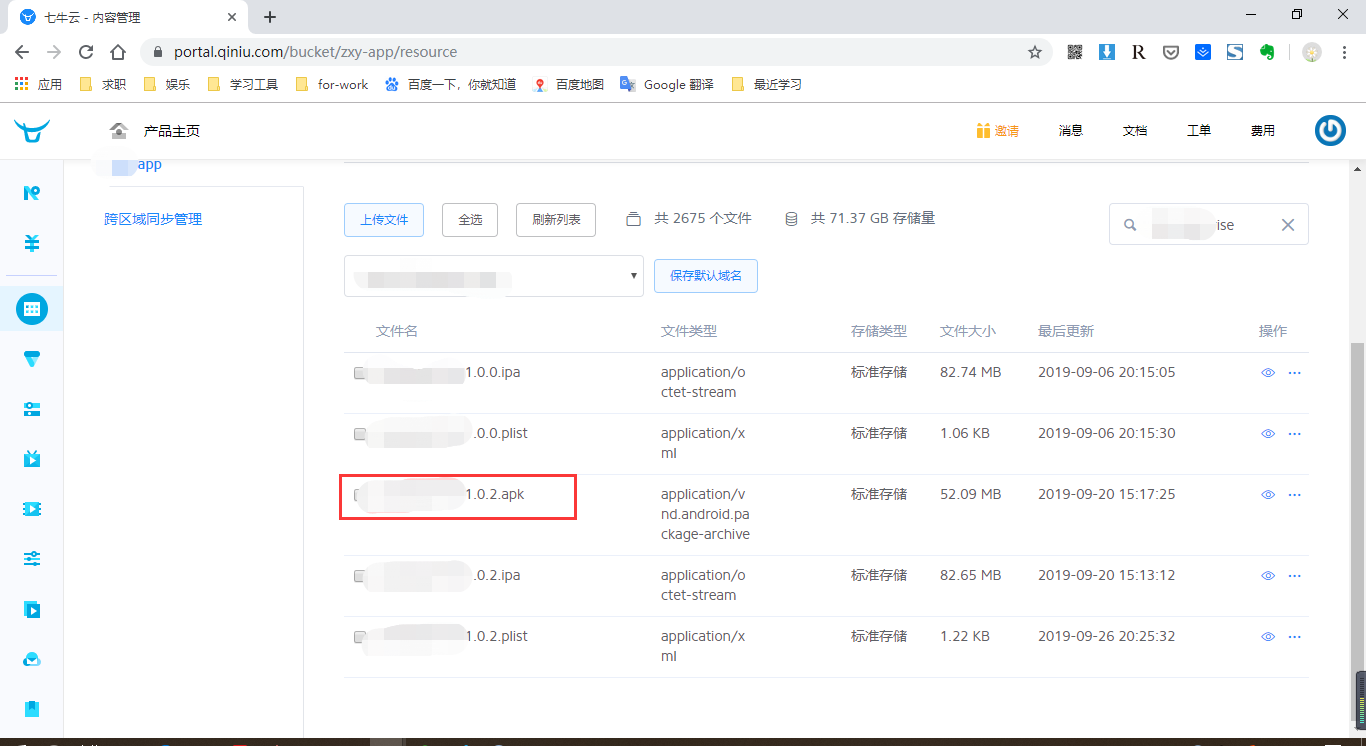 七牛云 - 内容管理
portal.qiniu.com/bucket/zxy-app/resource
应用 求职 娱乐 学习工具 for-work 百度一下，你就知道 百度地图 Google 翻译 最近学习
产品主页 邀请 消息 文档 工单 费用
app
跨区域同步管理
上传文件 全选 刷新列表 共 2675 个文件 共 71.37 GB 存储量 ise
保存默认域名
文件名 文件类型 存储类型 文件大小 最后更新 操作
1.0.0.ipa application/o 标准存储 82.74 MB 2019-09-06 20:15:05
ctet-stream
.0.0.plist application/x 标准存储 1.06 KB 2019-09-06 20:15:30
ml
1.0.2.apk application/v 标准存储 52.09 MB 2019-09-20 15:17:25
nd.android.pa
ckage-archive
.0.2.ipa application/o 标准存储 82.65 MB 2019-09-20 15:13:12
ctet-stream
1.0.2.plist application/x 标准存储 1.22 KB 2019-09-26 20:25:32
ml